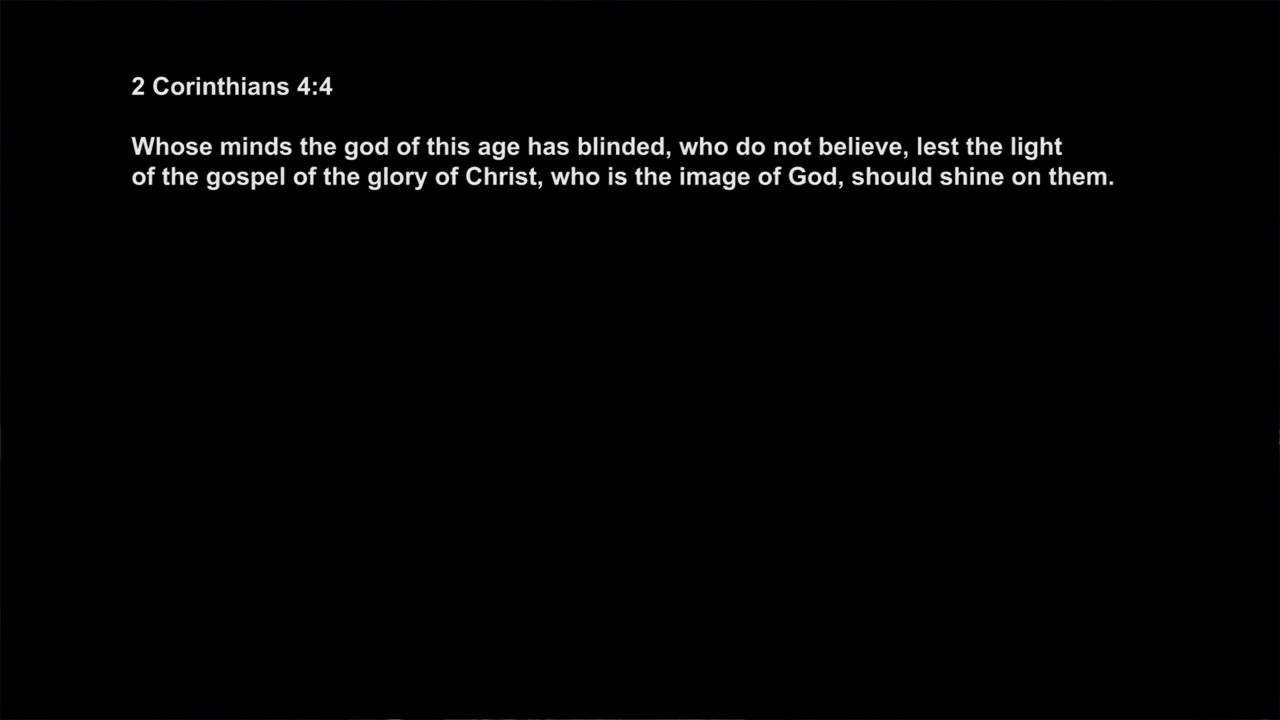 2 Corinthians 4:4
Whose minds the god of this age has blinded, who do not believe, lest the light
of the gospel of the glory of Christ, who is the image of God, should shine on them.